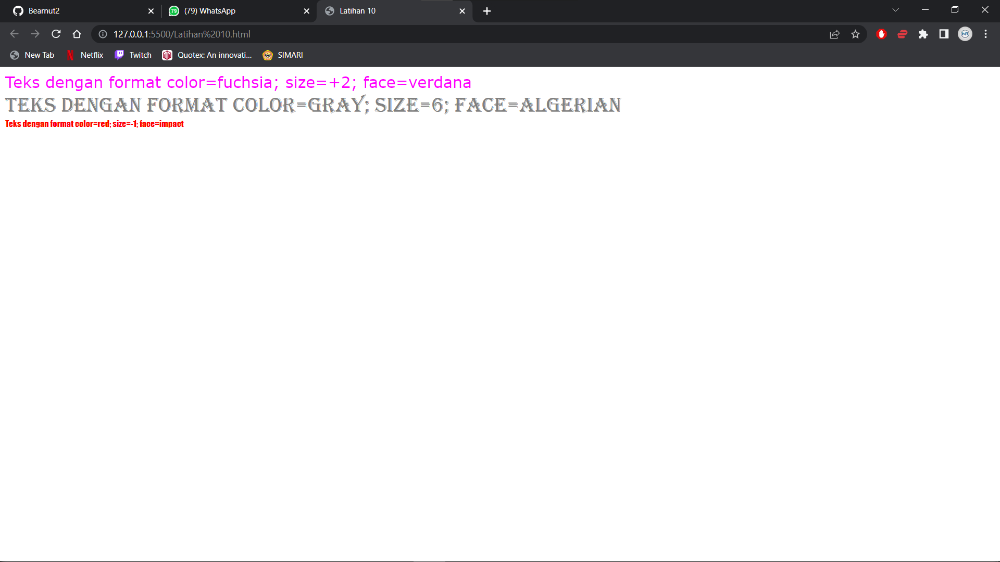 Bearnut2
79 (79) WhatsApp
Latihan 10
127.0.0.1:5500/Latihan%2010.html
New Tab
Netflix
Twitch
Quotex: An innovati...
SIMARI
Teks dengan format color=fuchsia; size=+2; face=verdana
TEKS DENGAN FORMAT COLOR=GRAY; SIZE=6; FACE=ALGERIAN
Teks dengan format color=red; size=-1; face=impact